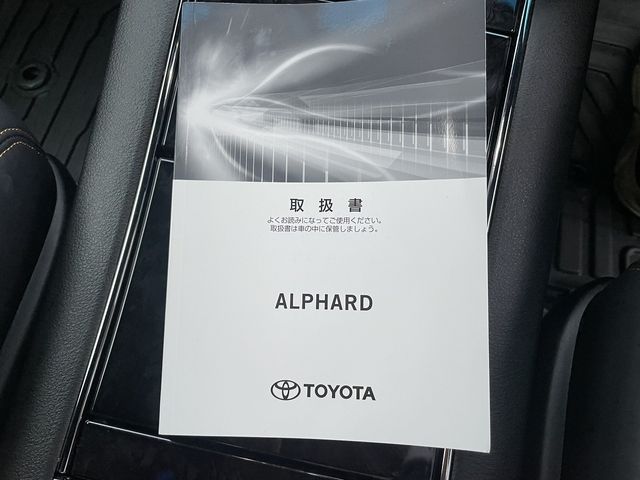 取扱書
よくお読みになってご使用ください。
取扱書は車の中に保管しましょう。
ALPHARD
TOYOTA